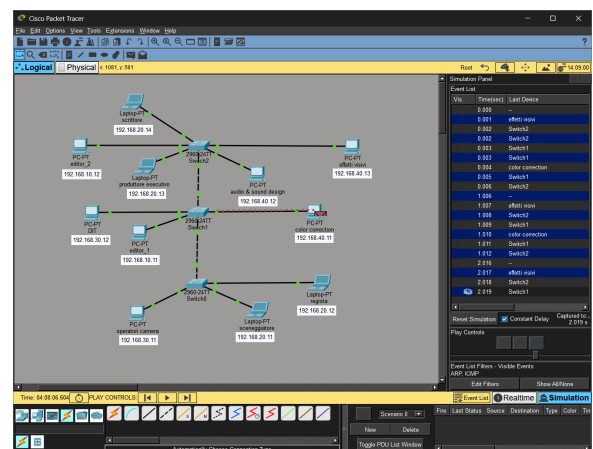 Cisco Packet Tracer
File Edit Options View Tools Extensions Window Help
Logical Physical x: 1081, y: 581
Root 14:09:00
Simulation Panel
Event List
Vis. Time(sec) Last Device
0.000 --
0.001 effetti visivi
0.002 Switch2
0.002 Switch2
0.003 Switch1
0.003 Switch1
0.004 color correction
0.005 Switch1
0.006 Switch2
1.006 --
1.007 effetti visivi
1.008 Switch2
1.009 Switch1
1.010 color correction
1.011 Switch1
1.012 Switch2
2.016 --
2.017 effetti visivi
2.018 Switch2
2.019 Switch1
Reset Simulation Constant Delay Captured to:
2.019 s
Play Controls
Event List Filters - Visible Events
ARP, ICMP
Edit Filters Show All/None
Laptop-PT
scrittore
192.168.20.14
PC-PT
editor_2
192.168.10.12
2960-24TT
Switch2
PC-PT
effetti visivi
192.168.40.13
Laptop-PT
produttore esecutivo
192.168.20.13
PC-PT
audio & sound design
192.168.40.12
PC-PT
DIT
192.168.30.12
2960-24TT
Switch1
PC-PT
color correction
192.168.40.11
PC-PT
editor_1
192.168.10.11
2960-24TT
Switch0
Laptop-PT
regista
192.168.20.12
PC-PT
operatori camera
192.168.30.11
Laptop-PT
sceneggiatore
192.168.20.11
Time: 04:08:06.604 PLAY CONTROLS:
Event List Realtime Simulation
Scenario 0
New Delete
Toggle PDU List Window
Fire Last Status Source Destination Type Color
Automatically Choose Connection Type